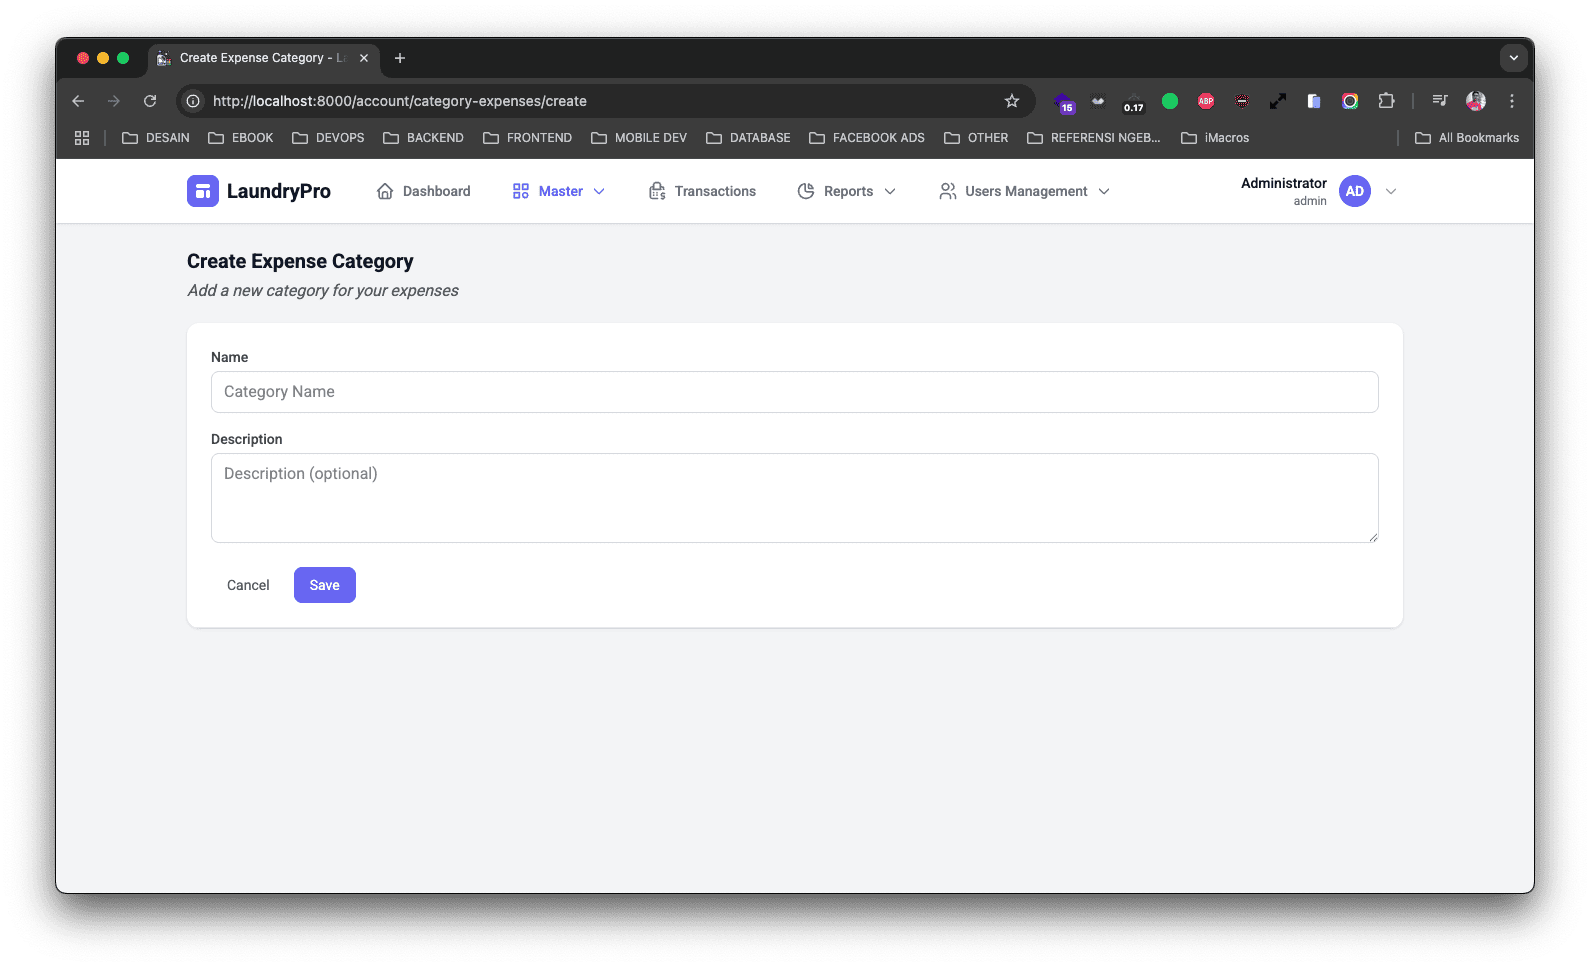 Create Expense Category - La
http://localhost:8000/account/category-expenses/create
15
0.17
ABP
DESAIN EBOOK DEVOPS BACKEND FRONTEND MOBILE DEV DATABASE FACEBOOK ADS OTHER REFERENSI NGEB... iMacros All Bookmarks
LaundryPro Dashboard Master Transactions Reports Users Management Administrator
admin
AD
Create Expense Category
Add a new category for your expenses
Name
Category Name
Description
Description (optional)
Cancel Save